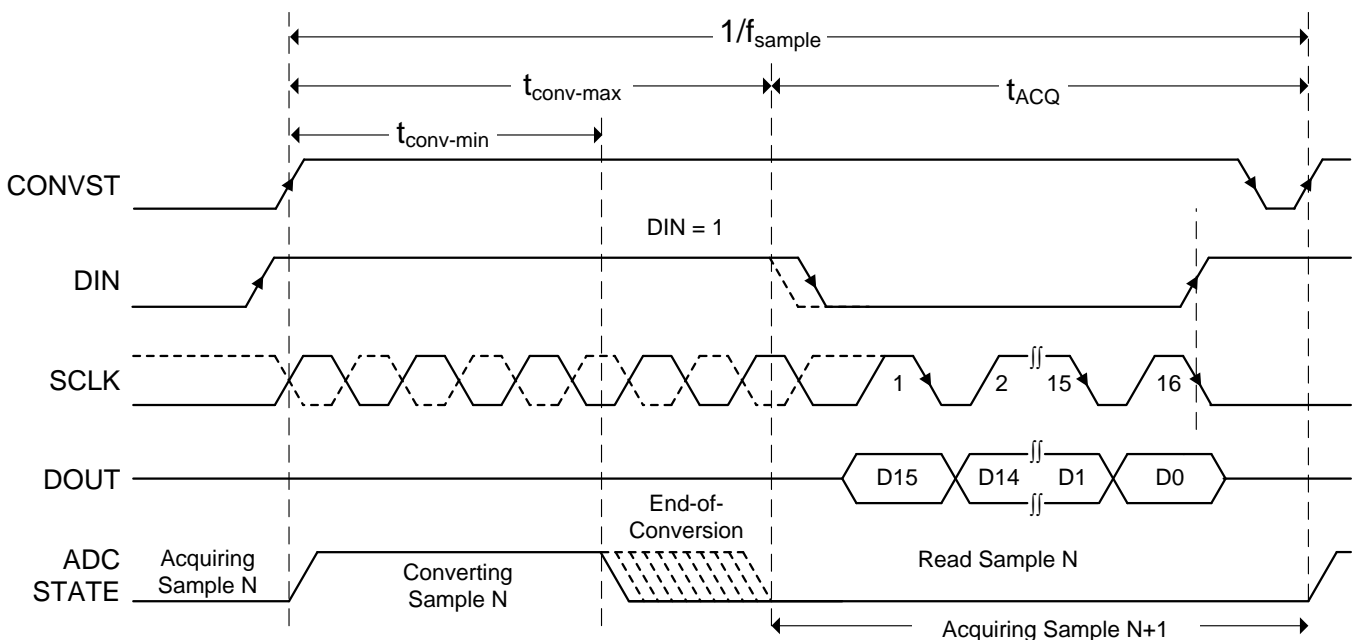 1/fsample
tconv-max
tACQ
tconv-min
CONVST
DIN = 1
DIN
SCLK
1
2
15
16
DOUT
D15
D14
D1
D0
End-of-
Conversion
ADC
STATE
Acquiring
Sample N
Converting
Sample N
Read Sample N
Acquiring Sample N+1